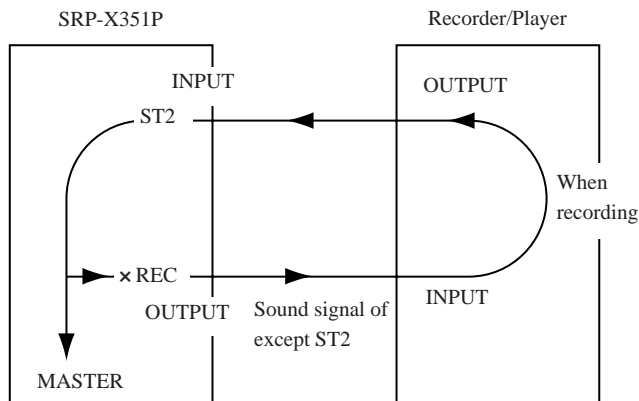 SRP-X351P
Recorder/Player
INPUT
OUTPUT
ST2
When
recording
×REC
OUTPUT
Sound signal of
except ST2
INPUT
MASTER